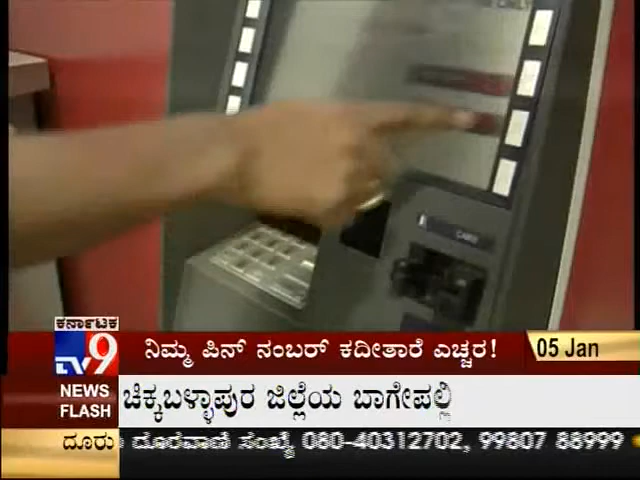 CARD
ಕರ್ನಾಟಕ
TV9
ನಿಮ್ಮ ಪಿನ್ ನಂಬರ್ ಕದೀತಾರೆ ಎಚ್ಚರ!
05 Jan
NEWS FLASH
ಚಿಕ್ಕಬಳ್ಳಾಪುರ ಜಿಲ್ಲೆಯ ಬಾಗೇಪಲ್ಲಿ
ದೂರು ದೂರವಾಣಿ ಸಂಖ್ಯೆ 080-40312702, 99807 88999